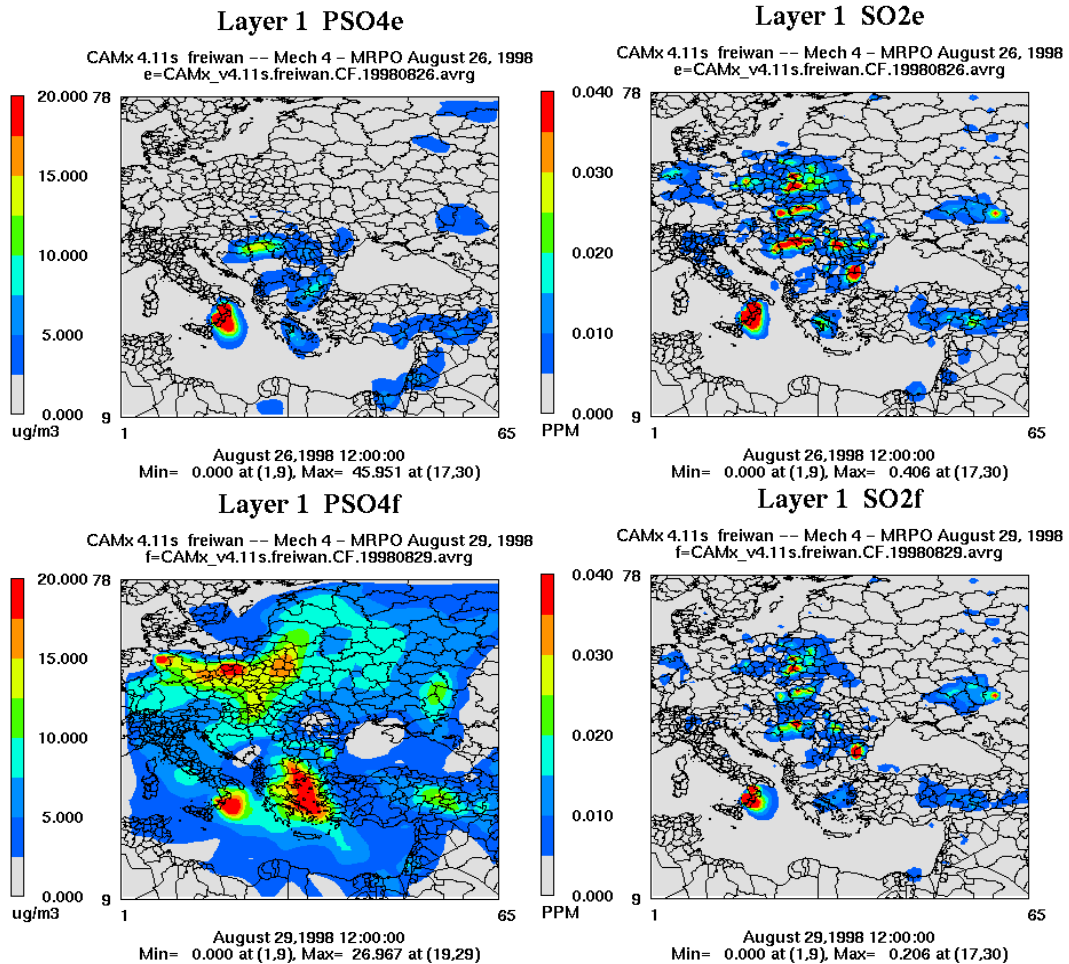 Layer 1 PSO4e
CAMx 4.11s freiwan -- Mech 4 - MRPO August 26, 1998
e=CAMx_v4.11s.freiwan.CF.19980826.avrg
20.000
15.000
10.000
5.000
0.000
ug/m3
78
9
1
65
August 26,1998 12:00:00
Min= 0.000 at (1,9), Max= 45.951 at (17,30)
Layer 1 SO2e
CAMx 4.11s freiwan -- Mech 4 - MRPO August 26, 1998
e=CAMx_v4.11s.freiwan.CF.19980826.avrg
0.040
0.030
0.020
0.010
0.000
PPM
78
9
1
65
August 26,1998 12:00:00
Min= 0.000 at (1,9), Max= 0.406 at (17,30)
Layer 1 PSO4f
CAMx 4.11s freiwan -- Mech 4 - MRPO August 29, 1998
f=CAMx_v4.11s.freiwan.CF.19980829.avrg
20.000
15.000
10.000
5.000
0.000
ug/m3
78
9
1
65
August 29,1998 12:00:00
Min= 0.000 at (1,9), Max= 26.967 at (19,29)
Layer 1 SO2f
CAMx 4.11s freiwan -- Mech 4 - MRPO August 29, 1998
f=CAMx_v4.11s.freiwan.CF.19980829.avrg
0.040
0.030
0.020
0.010
0.000
PPM
78
9
1
65
August 29,1998 12:00:00
Min= 0.000 at (1,9), Max= 0.206 at (17,30)